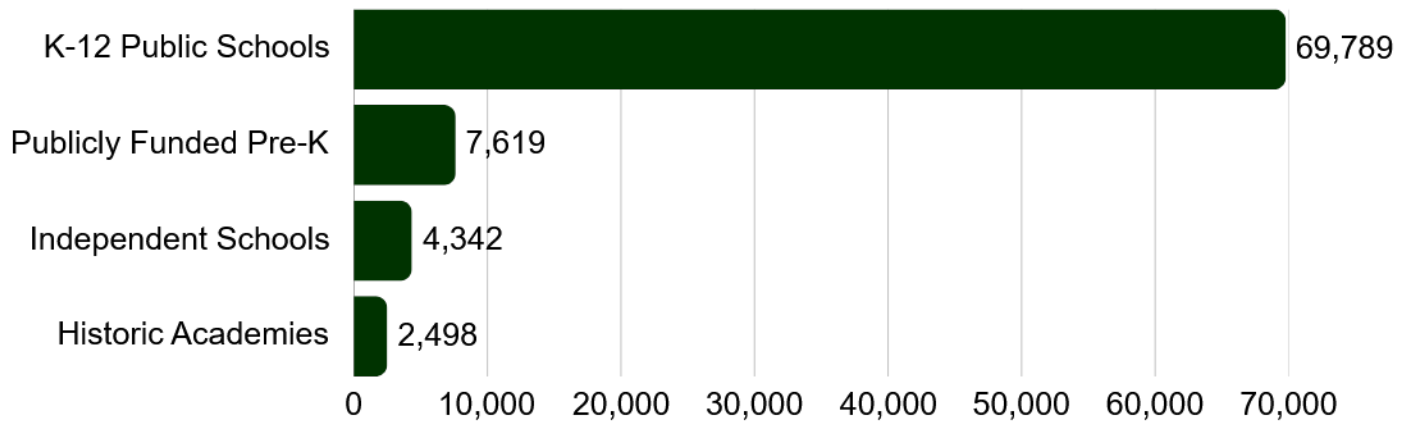 K-12 Public Schools 69,789
Publicly Funded Pre-K 7,619
Independent Schools 4,342
Historic Academies 2,498
0 10,000 20,000 30,000 40,000 50,000 60,000 70,000